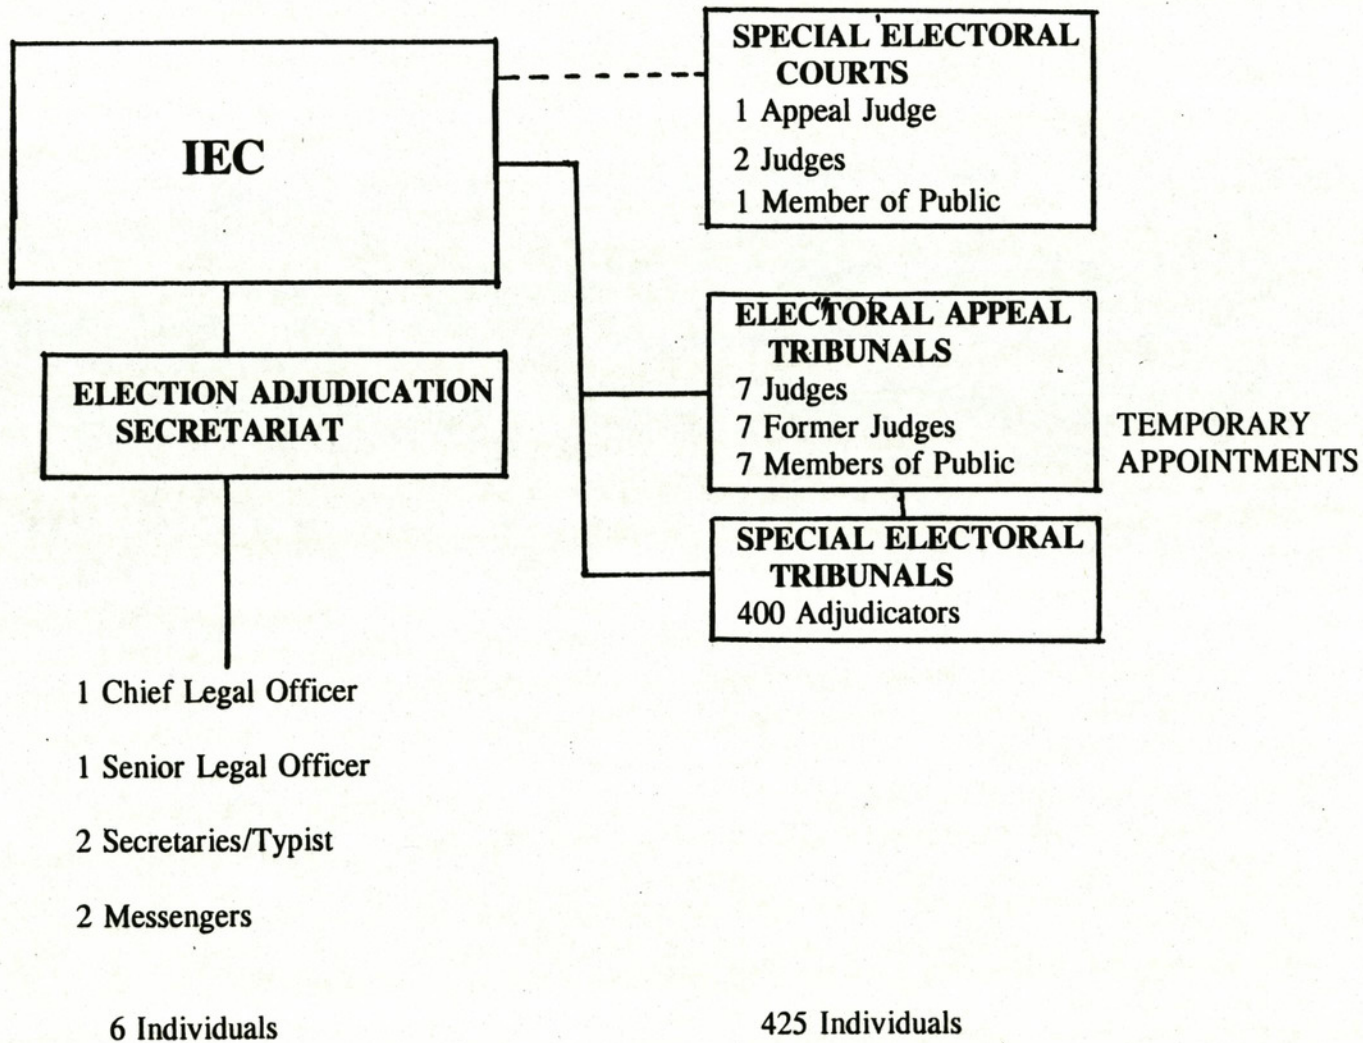 IEC
SPECIAL ELECTORAL
COURTS
1 Appeal Judge
2 Judges
1 Member of Public
ELECTION ADJUDICATION
SECRETARIAT
ELECTORAL APPEAL
TRIBUNALS
7 Judges
7 Former Judges
7 Members of Public
TEMPORARY
APPOINTMENTS
SPECIAL ELECTORAL
TRIBUNALS
400 Adjudicators
1 Chief Legal Officer
1 Senior Legal Officer
2 Secretaries/Typist
2 Messengers
6 Individuals
425 Individuals